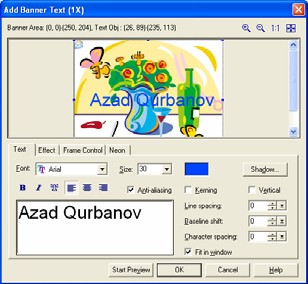 Add Banner Text (1X)
Banner Area: (0, 0)-(250, 204), Text Obj.: (26, 89)-(235, 113)
1:1
Azad Qurbanov
Text Effect Frame Control Neon
Font: Arial Size: 30 Shadow...
B I Anti-aliasing Kerning Vertical
Azad Qurbanov
Line spacing: 0
Baseline shift: 0
Character spacing: 0
Fit in window
Start Preview OK Cancel Help